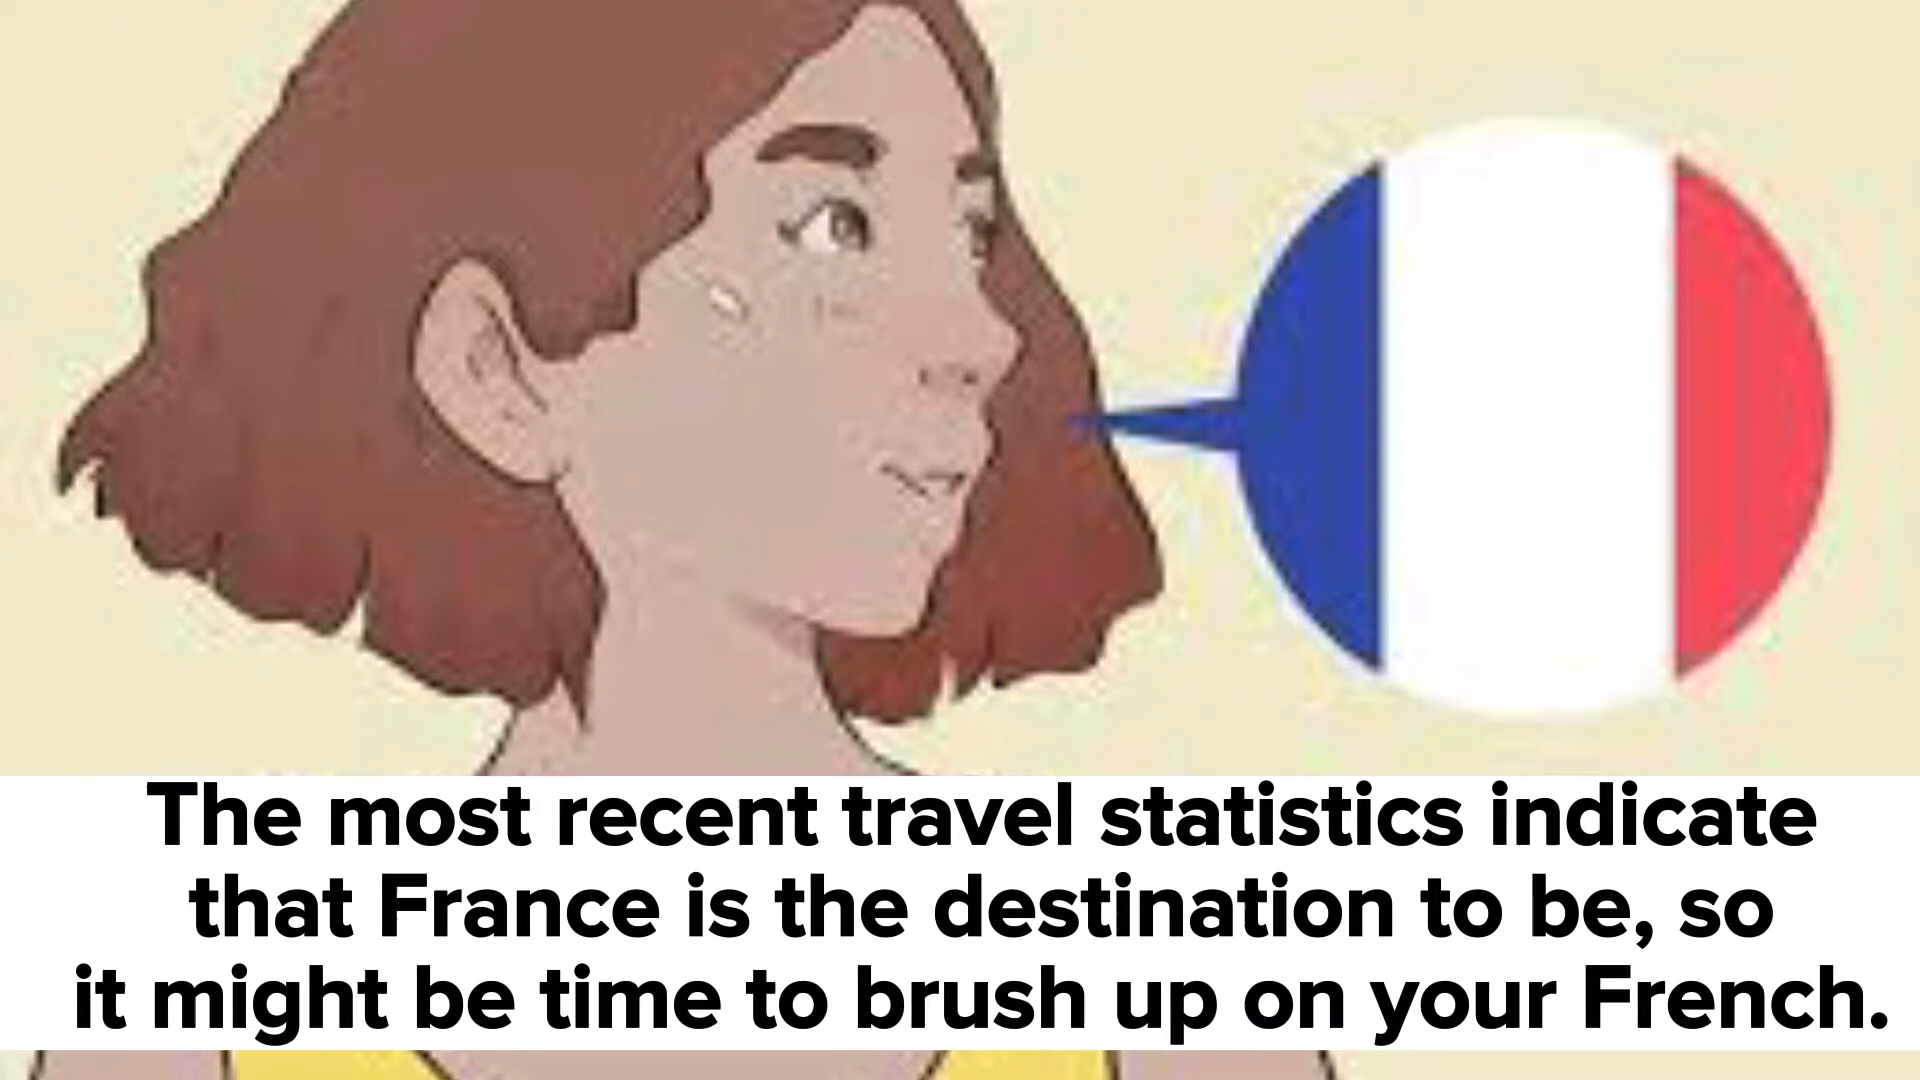 The most recent travel statistics indicate
that France is the destination to be, so
it might be time to brush up on your French.